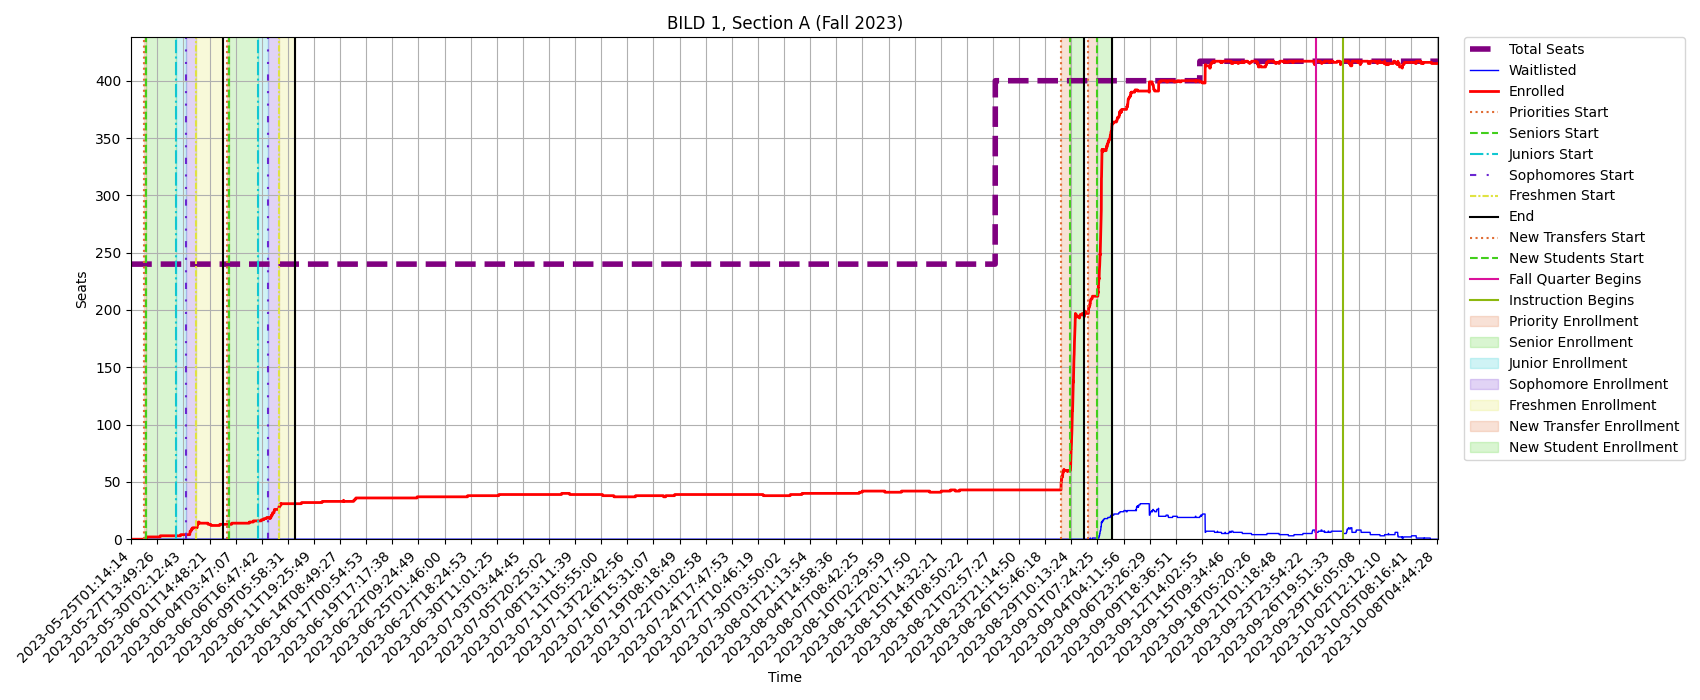 BILD 1, Section A (Fall 2023)
Seats
400
350
300
250
200
150
100
50
0
2023-05-25T01:14:14
2023-05-27T13:49:26
2023-05-30T02:12:43
2023-06-01T14:48:21
2023-06-04T03:47:07
2023-06-06T16:47:42
2023-06-09T05:58:31
2023-06-11T19:25:49
2023-06-14T08:49:27
2023-06-17T00:54:53
2023-06-19T17:17:38
2023-06-22T09:24:49
2023-06-25T01:46:00
2023-06-27T18:24:53
2023-06-30T11:01:25
2023-07-03T03:44:45
2023-07-05T20:25:02
2023-07-08T13:11:39
2023-07-11T05:55:00
2023-07-13T22:42:56
2023-07-16T15:31:07
2023-07-19T08:18:49
2023-07-22T01:02:58
2023-07-24T17:47:53
2023-07-27T10:46:19
2023-07-30T03:50:02
2023-08-01T21:13:54
2023-08-04T14:58:36
2023-08-07T08:42:25
2023-08-10T02:29:59
2023-08-12T20:17:50
2023-08-15T14:32:21
2023-08-18T08:50:22
2023-08-21T02:57:27
2023-08-23T21:14:50
2023-08-26T15:46:18
2023-08-29T10:13:24
2023-09-01T07:24:25
2023-09-04T04:11:56
2023-09-06T23:26:29
2023-09-09T18:36:51
2023-09-12T14:02:55
2023-09-15T09:34:46
2023-09-18T05:20:26
2023-09-21T01:18:48
2023-09-23T23:54:22
2023-09-26T19:51:33
2023-09-29T16:05:08
2023-10-02T12:12:10
2023-10-05T08:16:41
2023-10-08T04:44:28
Time
Total Seats
Waitlisted
Enrolled
Priorities Start
Seniors Start
Juniors Start
Sophomores Start
Freshmen Start
End
New Transfers Start
New Students Start
Fall Quarter Begins
Instruction Begins
Priority Enrollment
Senior Enrollment
Junior Enrollment
Sophomore Enrollment
Freshmen Enrollment
New Transfer Enrollment
New Student Enrollment